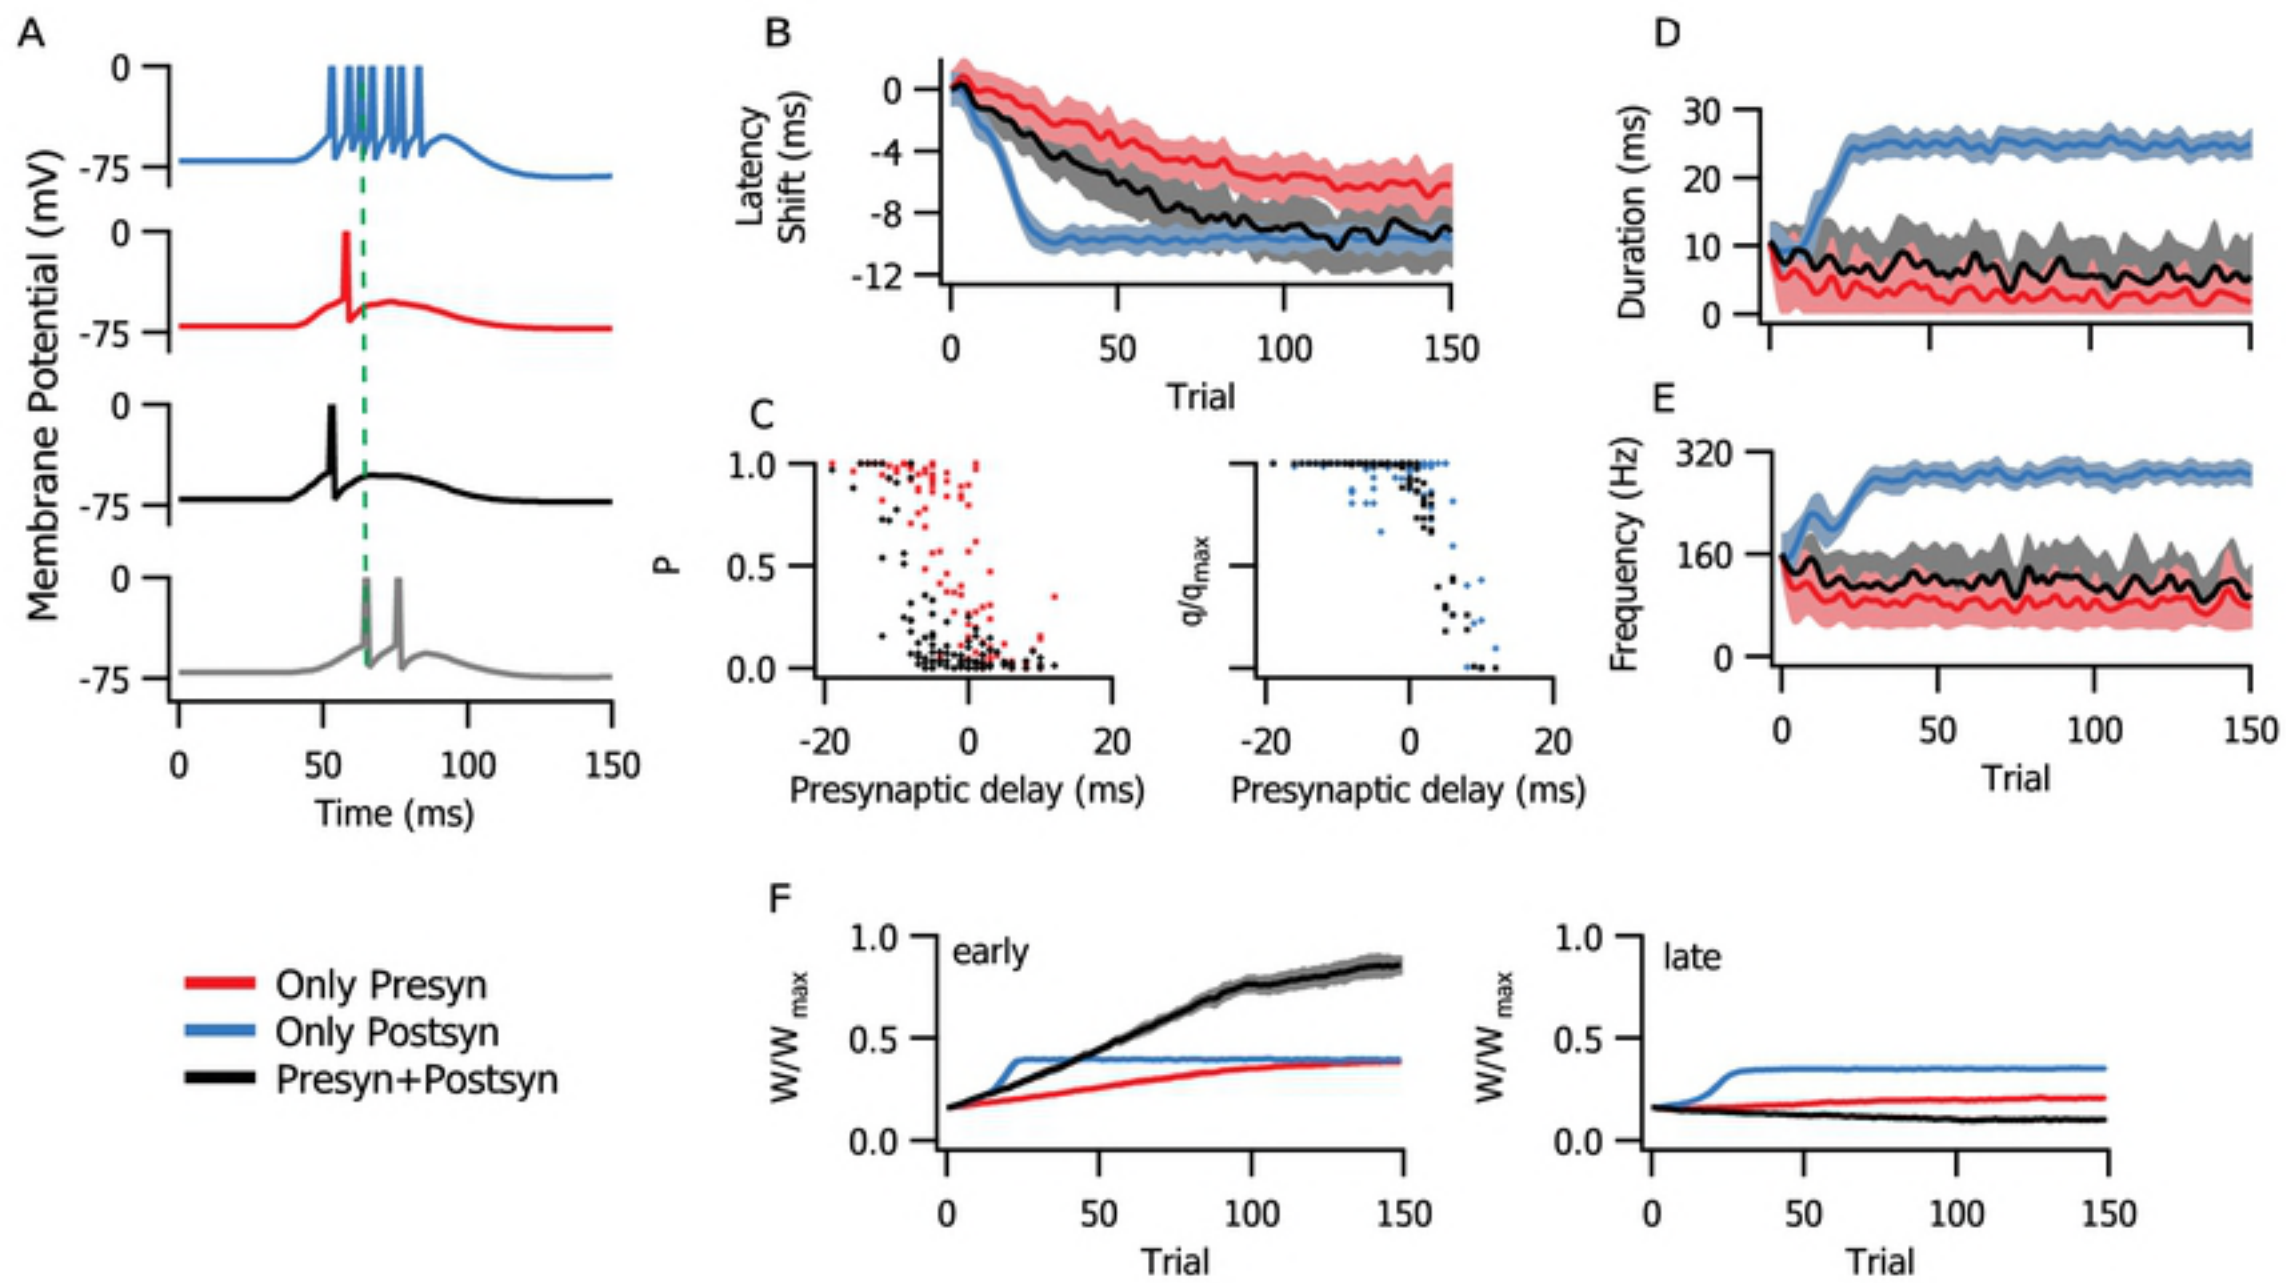 A
Membrane Potential (mV)
0
-75
0
-75
0
-75
0
-75
0 50 100 150
Time (ms)
Only Presyn
Only Postsyn
Presyn+Postsyn
B
Latency
Shift (ms)
0
-4
-8
-12
0 50 100 150
Trial
C
P
1.0
0.5
0.0
-20 0 20
Presynaptic delay (ms)
q/qmax
-20 0 20
Presynaptic delay (ms)
D
Duration (ms)
30
20
10
0
E
Frequency (Hz)
320
160
0
0 50 100 150
Trial
F
W/Wmax
1.0
0.5
0.0
early
0 50 100 150
Trial
W/Wmax
1.0
0.5
0.0
late
0 50 100 150
Trial